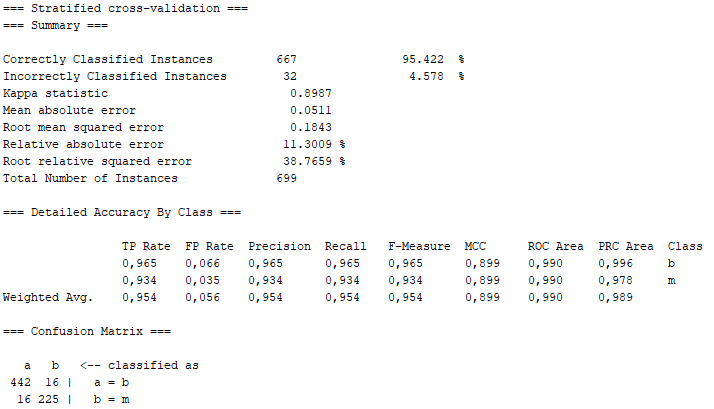 === Stratified cross-validation ===
=== Summary ===
Correctly Classified Instances         667               95.422  %
Incorrectly Classified Instances        32                4.578  %
Kappa statistic                          0.8987
Mean absolute error                      0.0511
Root mean squared error                  0.1843
Relative absolute error                 11.3009 %
Root relative squared error             38.7659 %
Total Number of Instances              699
=== Detailed Accuracy By Class ===
                 TP Rate  FP Rate  Precision  Recall   F-Measure  MCC      ROC Area  PRC Area  Class
                 0,965    0,066    0,965      0,965    0,965      0,899    0,990     0,996     b
                 0,934    0,035    0,934      0,934    0,934      0,899    0,990     0,978     m
Weighted Avg.    0,954    0,056    0,954      0,954    0,954      0,899    0,990     0,989
=== Confusion Matrix ===
   a   b   <-- classified as
 442  16 |   a = b
  16 225 |   b = m